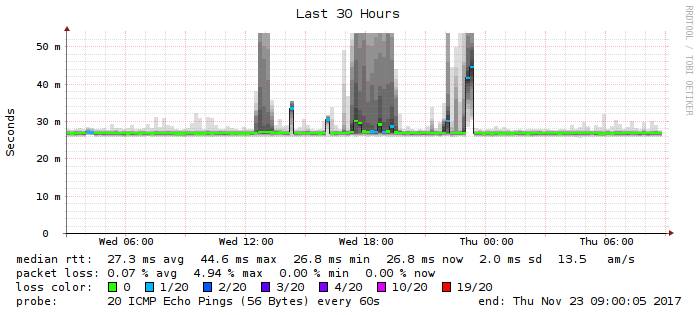 Last 30 Hours
RRDTOOL / TOBI OETIKER
Seconds
50 m
40 m
30 m
20 m
10 m
0
Wed 06:00 Wed 12:00 Wed 18:00 Thu 00:00 Thu 06:00
median rtt: 27.3 ms avg 44.6 ms max 26.8 ms min 26.8 ms now 2.0 ms sd 13.5 am/s
packet loss: 0.07 % avg 4.94 % max 0.00 % min 0.00 % now
loss color: 0 1/20 2/20 3/20 4/20 10/20 19/20
probe: 20 ICMP Echo Pings (56 Bytes) every 60s end: Thu Nov 23 09:00:05 2017